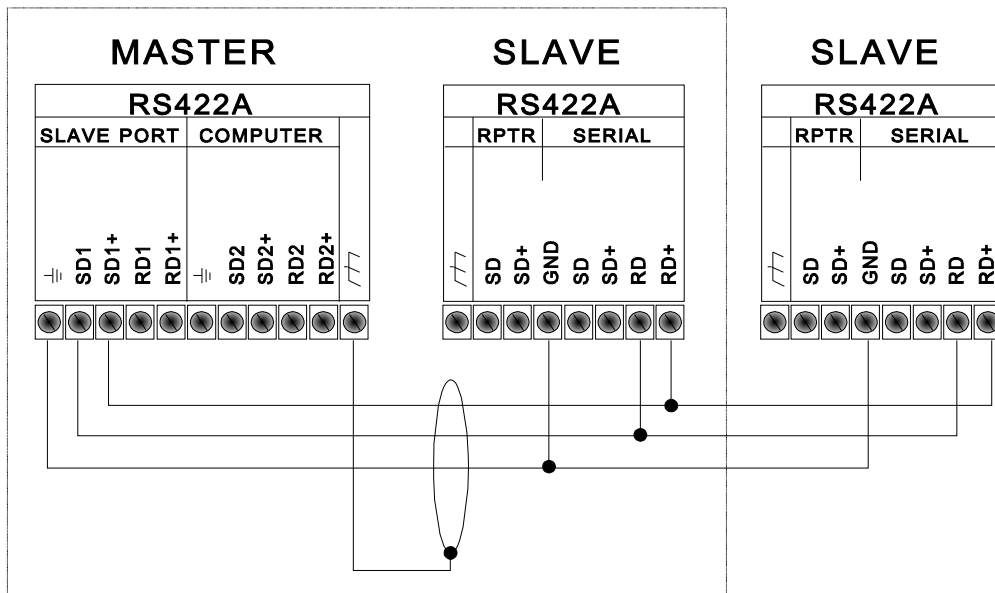 MASTER SLAVE SLAVE
RS422A RS422A RS422A
SLAVE PORT COMPUTER RPTR SERIAL RPTR SERIAL
SD1 SD1+ RD1 RD1+ SD2 SD2+ RD2 RD2+ SD SD+ GND SD SD+ RD RD+ SD SD+ GND SD SD+ RD RD+